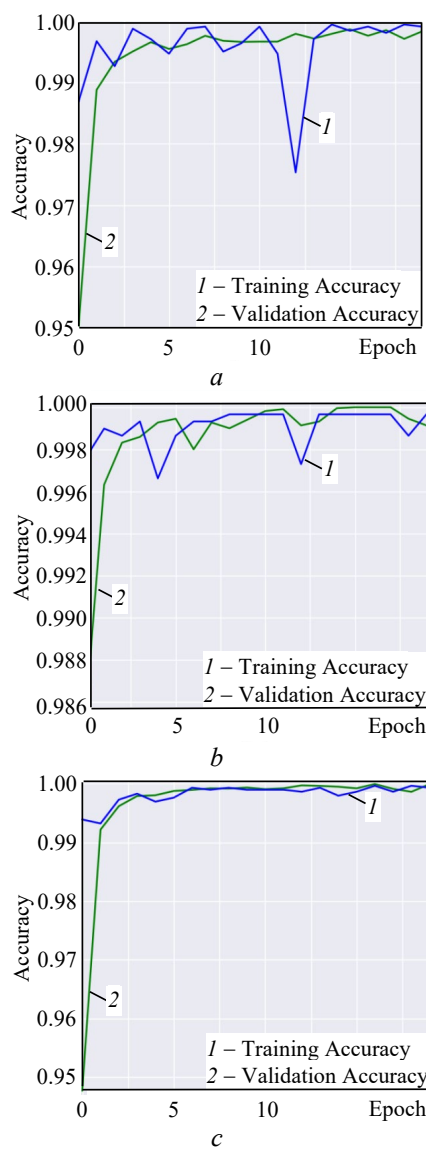 1.00
0.99
0.98
0.97
0.96
0.95
Accuracy
1
2
1 – Training Accuracy
2 – Validation Accuracy
0 5 10 Epoch
a
1.000
0.998
0.996
0.994
0.992
0.990
0.988
0.986
Accuracy
1
2
1 – Training Accuracy
2 – Validation Accuracy
0 5 10 Epoch
b
1.00
0.99
0.98
0.97
0.96
0.95
Accuracy
1
2
1 – Training Accuracy
2 – Validation Accuracy
0 5 10 Epoch
c